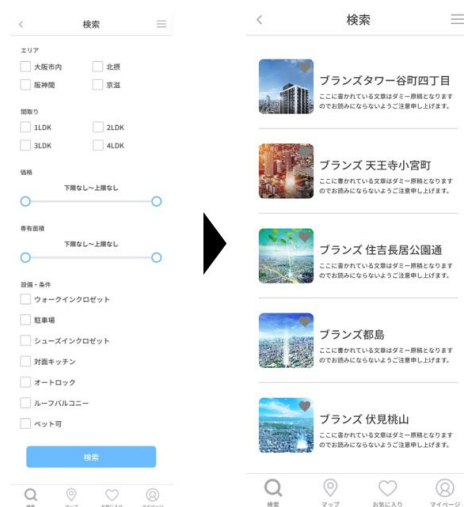 検索
エリア
大阪市内
北摂
阪神間
京滋
間取り
1LDK
2LDK
3LDK
4LDK
価格
下限なし～上限なし
専有面積
下限なし～上限なし
設備・条件
ウォークインクロゼット
駐車場
シューズインクロゼット
対面キッチン
オートロック
ルーフバルコニー
ペット可
検索
検索
マップ
お気に入り
マイページ
検索
ブランズタワー谷町四丁目
ここに書かれている文章はダミー原稿となります
のでお読みにならないようご注意申し上げます。
ブランズ 天王寺小宮町
ここに書かれている文章はダミー原稿となります
のでお読みにならないようご注意申し上げます。
ブランズ 住吉長居公園通
ここに書かれている文章はダミー原稿となります
のでお読みにならないようご注意申し上げます。
ブランズ都島
ここに書かれている文章はダミー原稿となります
のでお読みにならないようご注意申し上げます。
ブランズ 伏見桃山
ここに書かれている文章はダミー原稿となります
のでお読みにならないようご注意申し上げます。
検索
マップ
お気に入り
マイページ